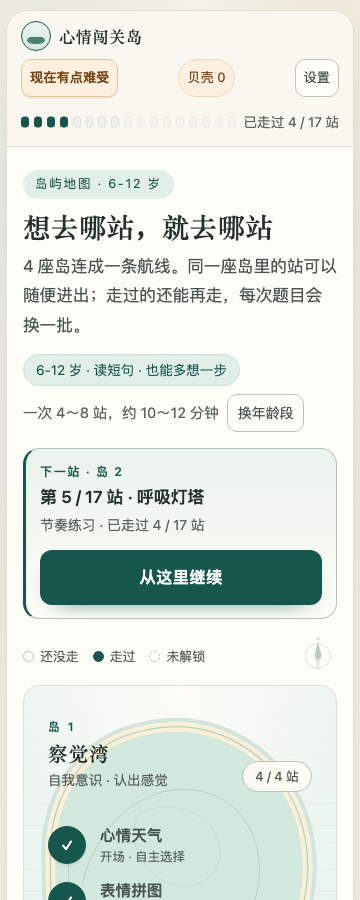 心情闯关岛
现在有点难受
贝壳 0
设置
已走过 4 / 17 站
岛屿地图 · 6-12 岁
想去哪站，就去哪站
4 座岛连成一条航线。同一座岛里的站可以
随便进出；走过的还能再走，每次题目会
换一批。
6-12 岁 · 读短句 · 也能多想一步
一次 4～8 站，约 10～12 分钟
换年龄段
下一站 · 岛 2
第 5 / 17 站 · 呼吸灯塔
节奏练习 · 已走过 4 / 17 站
从这里继续
还没走
走过
未解锁
岛 1
察觉湾
自我意识 · 认出感觉
4 / 4 站
心情天气
开场 · 自主选择
表情拼图